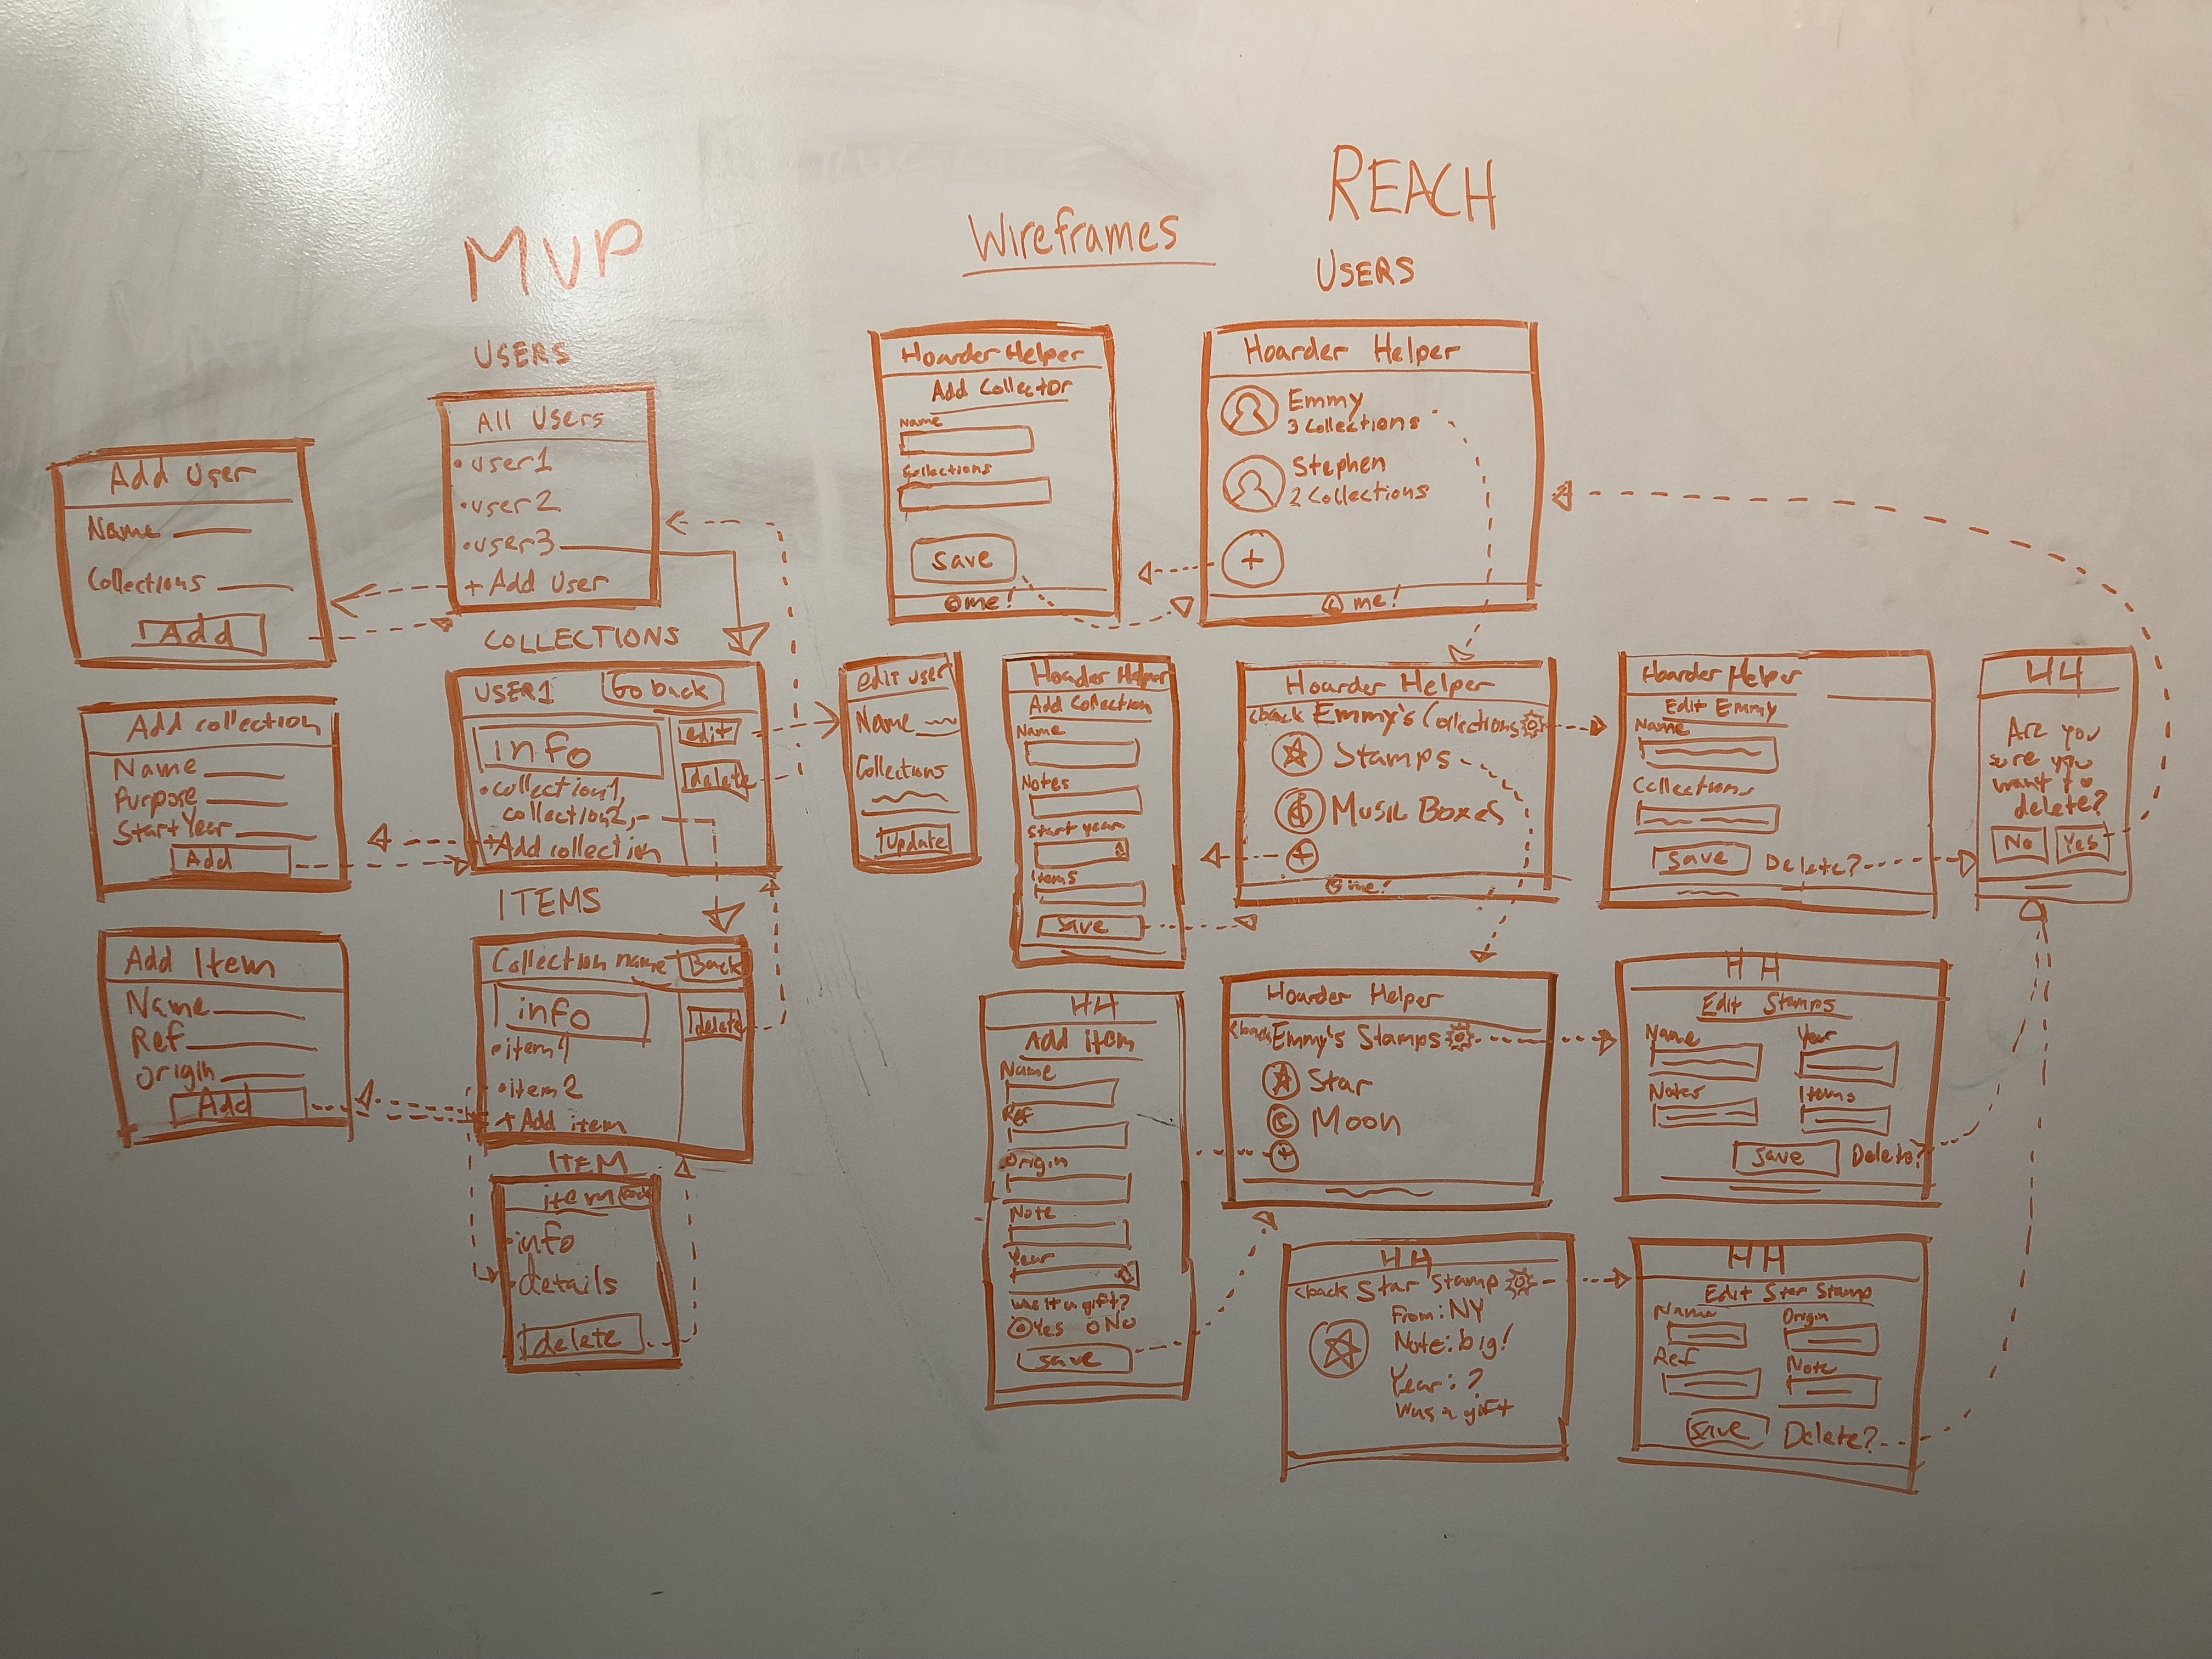 MVP
Wireframes
REACH
USERS
All Users
• user1
• user2
• user3
+ Add User
Add User
Name
Collections
Add
COLLECTIONS
USER1
Go back
info
• collection1,
collection2,
+Add collection
edit
delete
Add collection
Name
Purpose
Start Year
Add
edit user
Name
Collections
Update
ITEMS
Collection name
Back
info
• item1
• item2
+ Add item
delete
Add Item
Name
Ref
Origin
Add
ITEM
item
back
• info
• details
delete
USERS
Hoarder Helper
Add Collector
Name
Collections
save
© me!
Hoarder Helper
Emmy
3 Collections
Stephen
2 Collections
+
© me!
Hoarder Helper
Add Collection
Name
Notes
Start year
Items
save
Hoarder Helper
<back Emmy's Collections
Stamps
Music Boxes
+
© me!
Hoarder Helper
Edit Emmy
Name
Collections
save
Delete?
HH
Are you
sure you
want to
delete?
No
Yes
HH
Add Item
Name
Ref
Origin
Note
Year
Was it a gift?
Yes
No
save
Hoarder Helper
<back Emmy's Stamps
Star
Moon
+
HH
Edit Stamps
Name
Year
Notes
Items
save
Delete?
HH
<back Star Stamp
From: NY
Note: big!
Year: ?
Was a gift
HH
Edit Star Stamp
Name
Origin
Ref
Note
save
Delete?